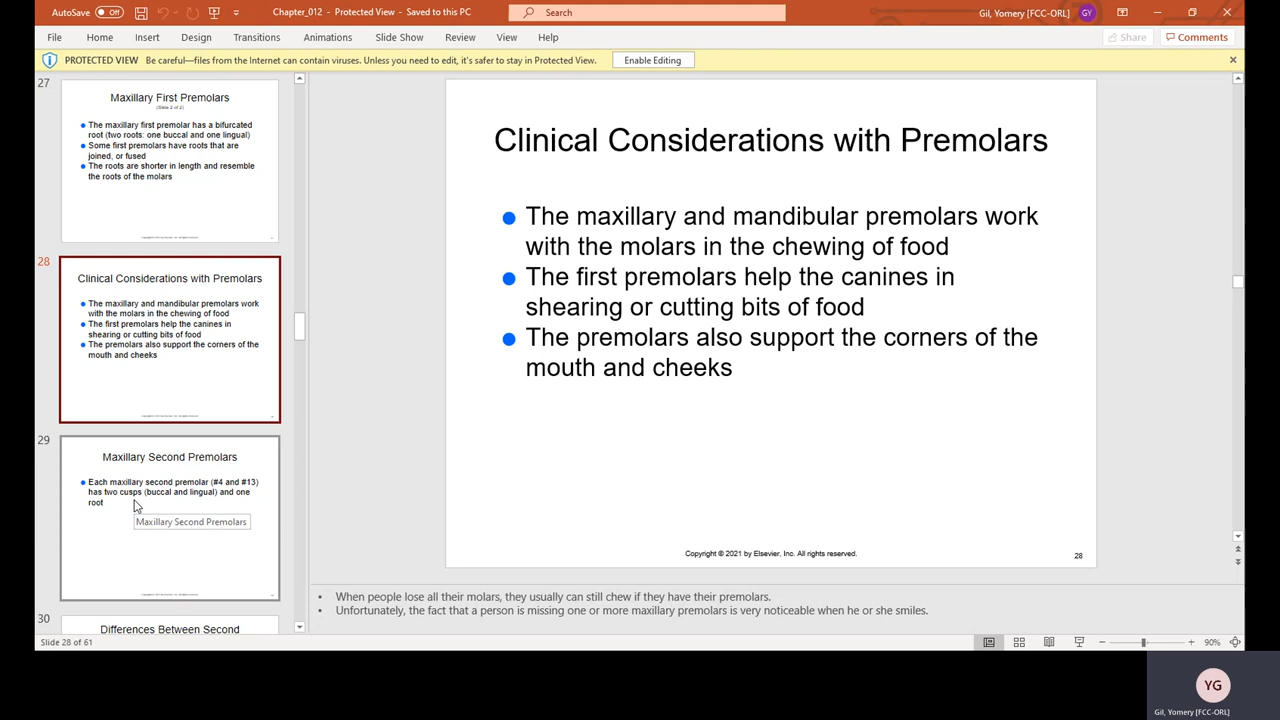 AutoSave Off Chapter_012 - Protected View - Saved to this PC Search Gil, Yomery [FCC-ORL] GY
File Home Insert Design Transitions Animations Slide Show Review View Help Share Comments
PROTECTED VIEW Be careful—files from the Internet can contain viruses. Unless you need to edit, it's safer to stay in Protected View. Enable Editing
27
Maxillary First Premolars
(Slide 2 of 2)
The maxillary first premolar has a bifurcated
root (two roots: one buccal and one lingual)
Some first premolars have roots that are
joined, or fused
The roots are shorter in length and resemble
the roots of the molars
28
Clinical Considerations with Premolars
The maxillary and mandibular premolars work
with the molars in the chewing of food
The first premolars help the canines in
shearing or cutting bits of food
The premolars also support the corners of the
mouth and cheeks
29
Maxillary Second Premolars
Each maxillary second premolar (#4 and #13)
has two cusps (buccal and lingual) and one
root
Maxillary Second Premolars
30
Differences Between Second
Clinical Considerations with Premolars
The maxillary and mandibular premolars work
with the molars in the chewing of food
The first premolars help the canines in
shearing or cutting bits of food
The premolars also support the corners of the
mouth and cheeks
Copyright © 2021 by Elsevier, Inc. All rights reserved.
28
When people lose all their molars, they usually can still chew if they have their premolars.
Unfortunately, the fact that a person is missing one or more maxillary premolars is very noticeable when he or she smiles.
Slide 28 of 61 90%
YG
Gil, Yomery [FCC-ORL]